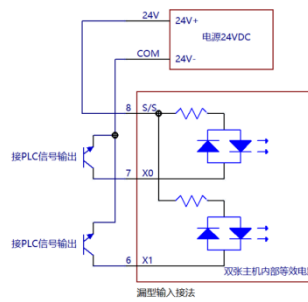 24V
24V+
电源24VDC
COM
24V-
8
S/S
接PLC信号输出
7
X0
接PLC信号输出
6
X1
双张主机内部等效电
漏型输入接法